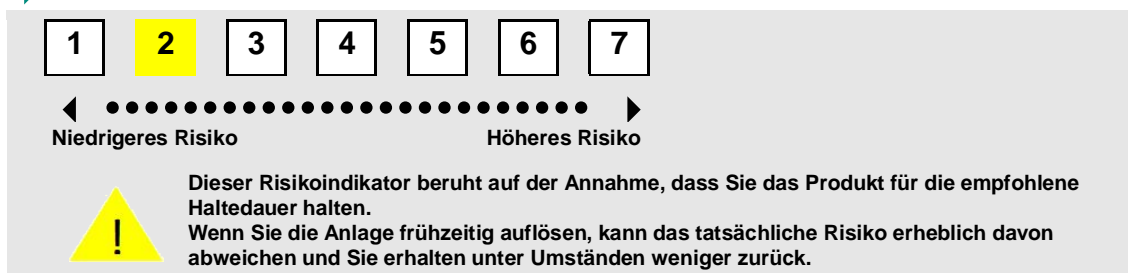 1 2 3 4 5 6 7
Niedrigeres Risiko Höheres Risiko
Dieser Risikoindikator beruht auf der Annahme, dass Sie das Produkt für die empfohlene
Haltedauer halten.
!
Wenn Sie die Anlage frühzeitig auflösen, kann das tatsächliche Risiko erheblich davon
abweichen und Sie erhalten unter Umständen weniger zurück.